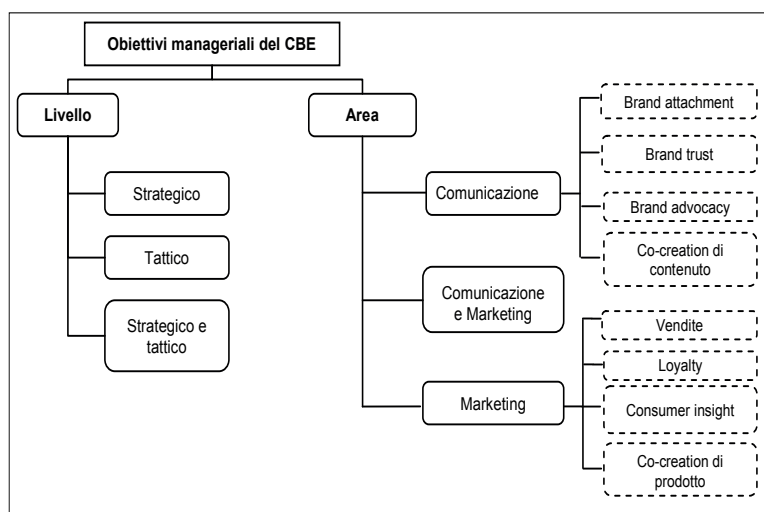 Obiettivi manageriali del CBE
Livello
Area
Strategico
Tattico
Strategico e
tattico
Comunicazione
Comunicazione
e Marketing
Marketing
Brand attachment
Brand trust
Brand advocacy
Co-creation di
contenuto
Vendite
Loyalty
Consumer insight
Co-creation di
prodotto